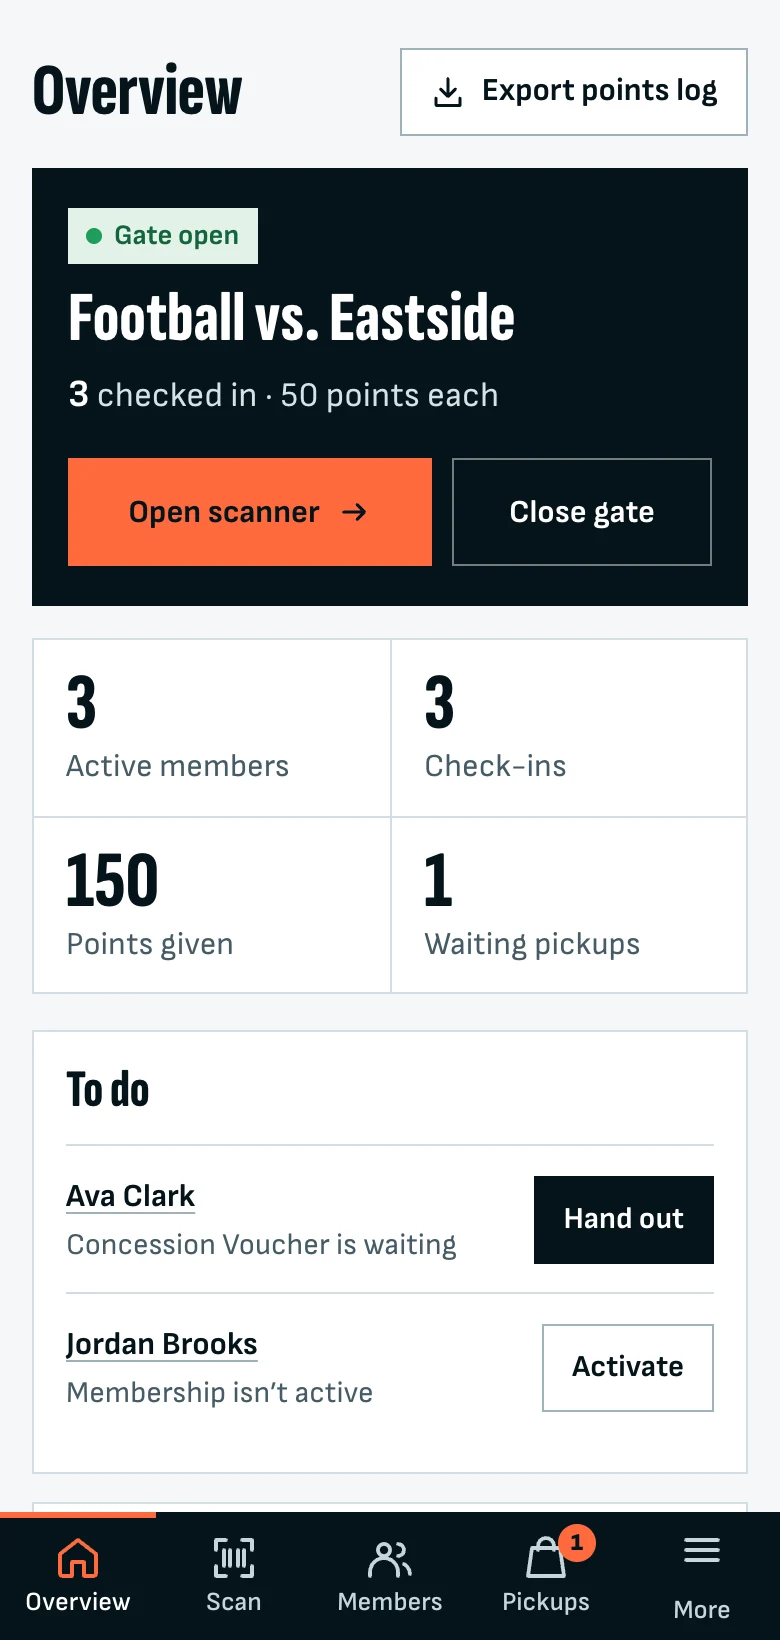 Overview
Export points log
Gate open
Football vs. Eastside
3 checked in · 50 points each
Open scanner →
Close gate
3
Active members
3
Check-ins
150
Points given
1
Waiting pickups
To do
Ava Clark
Concession Voucher is waiting
Hand out
Jordan Brooks
Membership isn’t active
Activate
Overview
Scan
Members
1
Pickups
More